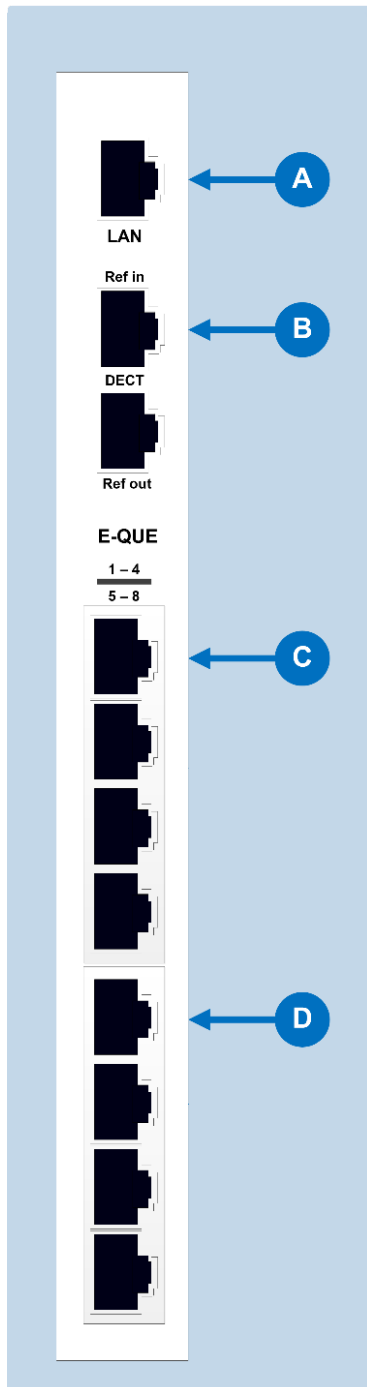 A
LAN
Ref in
B
DECT
Ref out
E-QUE
1 – 4
5 – 8
C
D